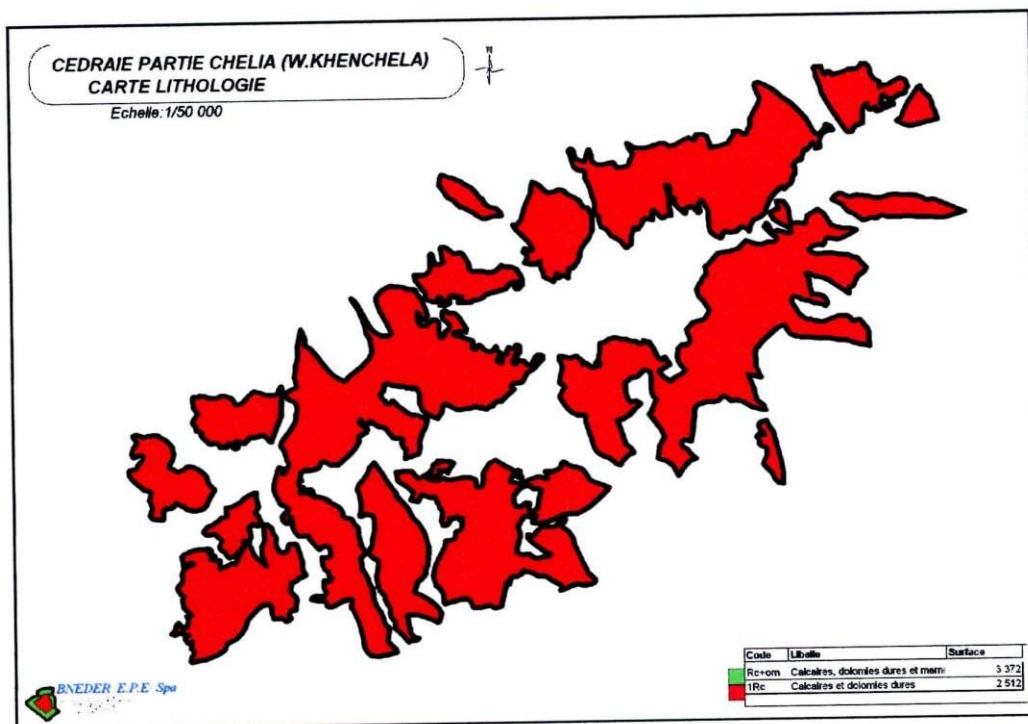 CEDRAIE PARTIE CHELIA (W.KHENCHELA)
CARTE LITHOLOGIE
Echelle:1/50 000
N
Code Libelle Surface
Rc+om Calcaires, dolomies dures et marn 3 372
1Rc Calcaires et dolomies dures 2 512
BNEDER E.P.E Spa